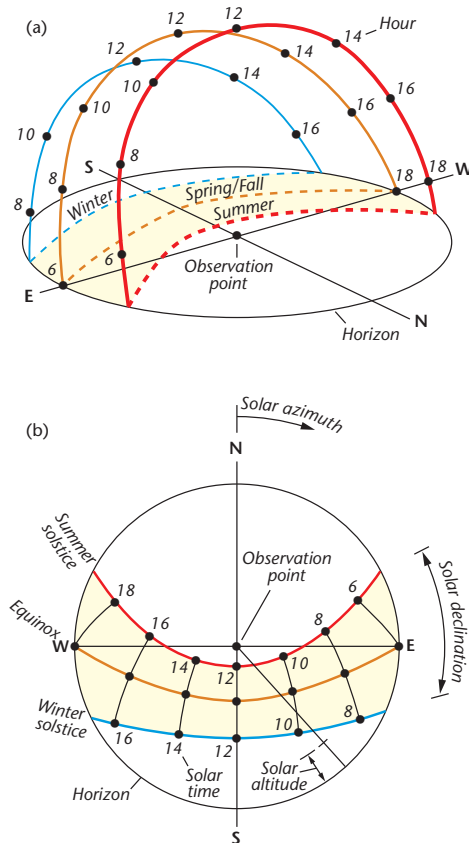 (a)
12
12
12
Hour
14
14
14
10
10
10
16
16
16
S
8
8
8
18
18
W
Winter
Spring/Fall
Summer
6
6
E
Observation
point
N
Horizon
(b)
Solar azimuth
N
Summer
solstice
Observation
point
Solar declination
18
16
14
12
10
8
6
Equinox
W
E
Winter
solstice
16
14
12
10
8
Solar
time
Solar
altitude
Horizon
S